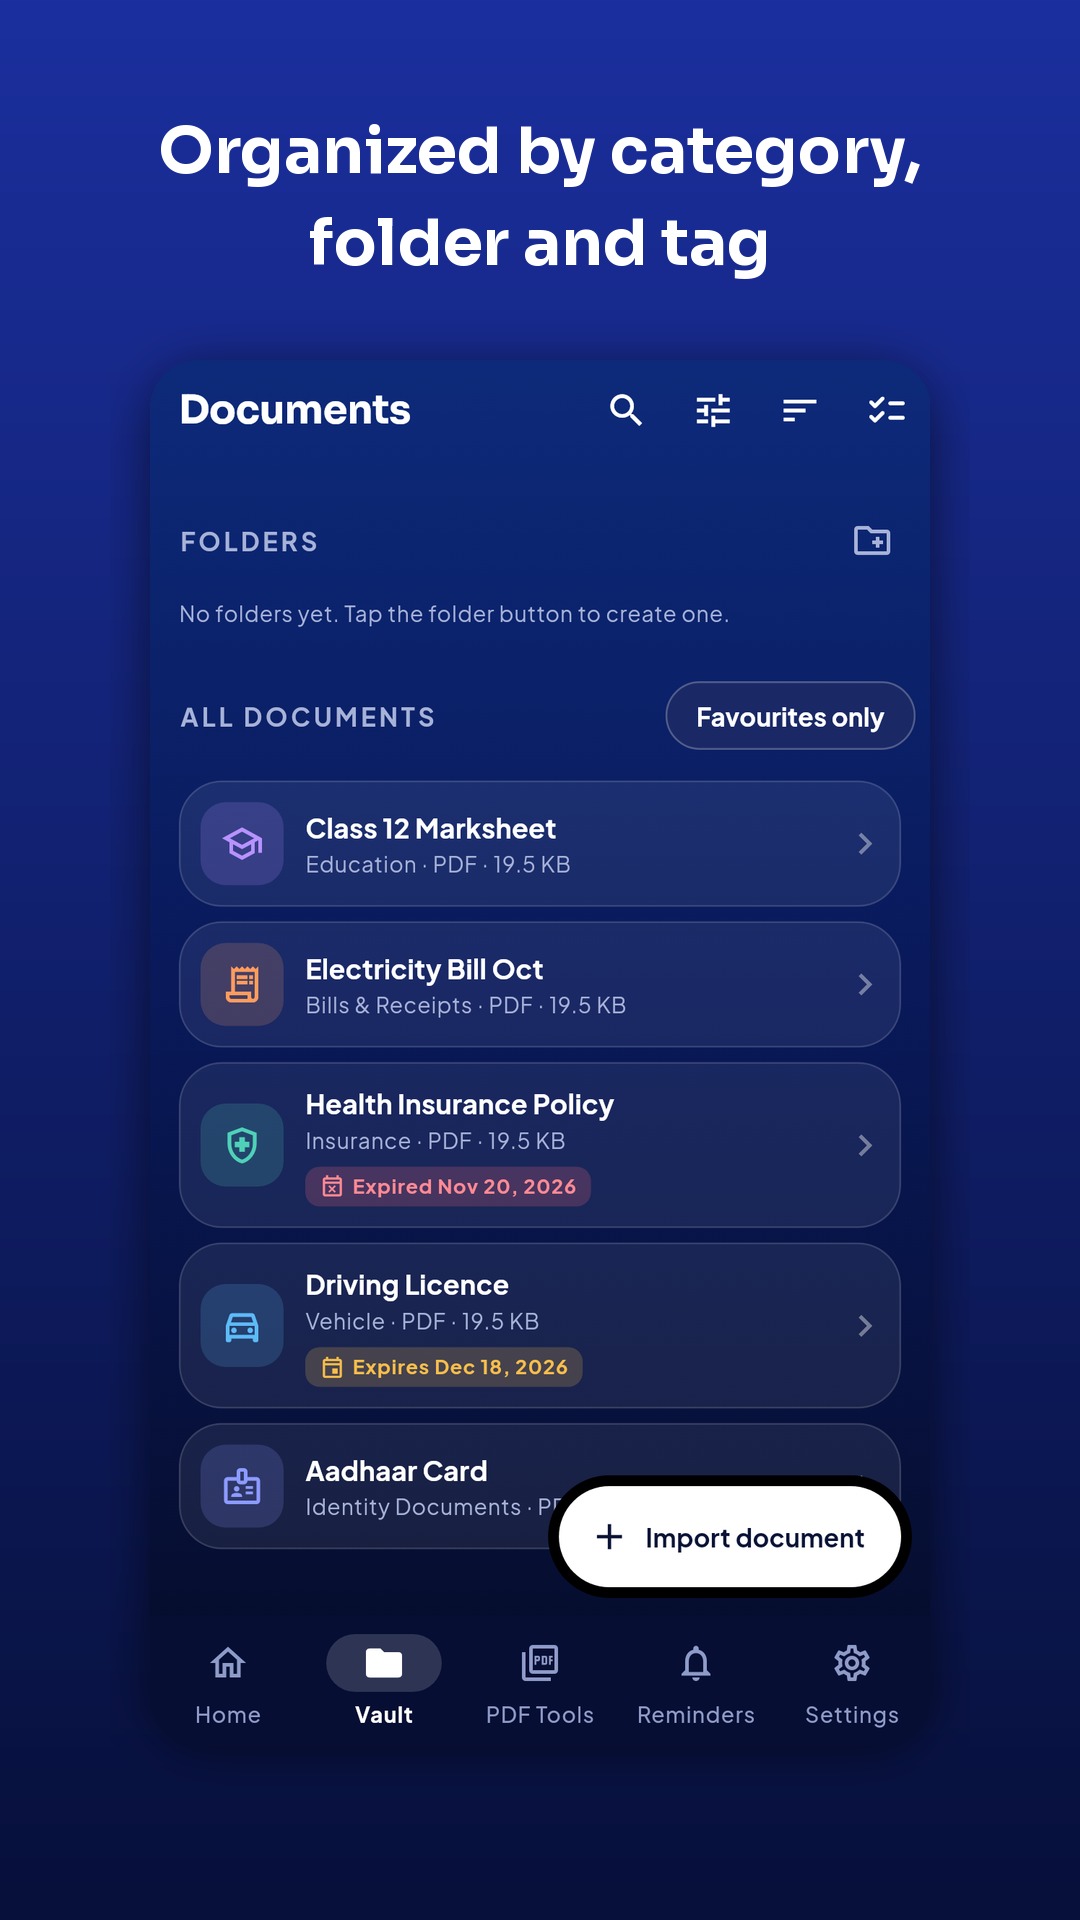 Organized by category,
folder and tag
Documents
FOLDERS
No folders yet. Tap the folder button to create one.
ALL DOCUMENTS
Favourites only
Class 12 Marksheet
Education · PDF · 19.5 KB
Electricity Bill Oct
Bills & Receipts · PDF · 19.5 KB
Health Insurance Policy
Insurance · PDF · 19.5 KB
Expired Nov 20, 2026
Driving Licence
Vehicle · PDF · 19.5 KB
Expires Dec 18, 2026
Aadhaar Card
Identity Documents ·
Import document
PDF
Home
Vault
PDF Tools
Reminders
Settings